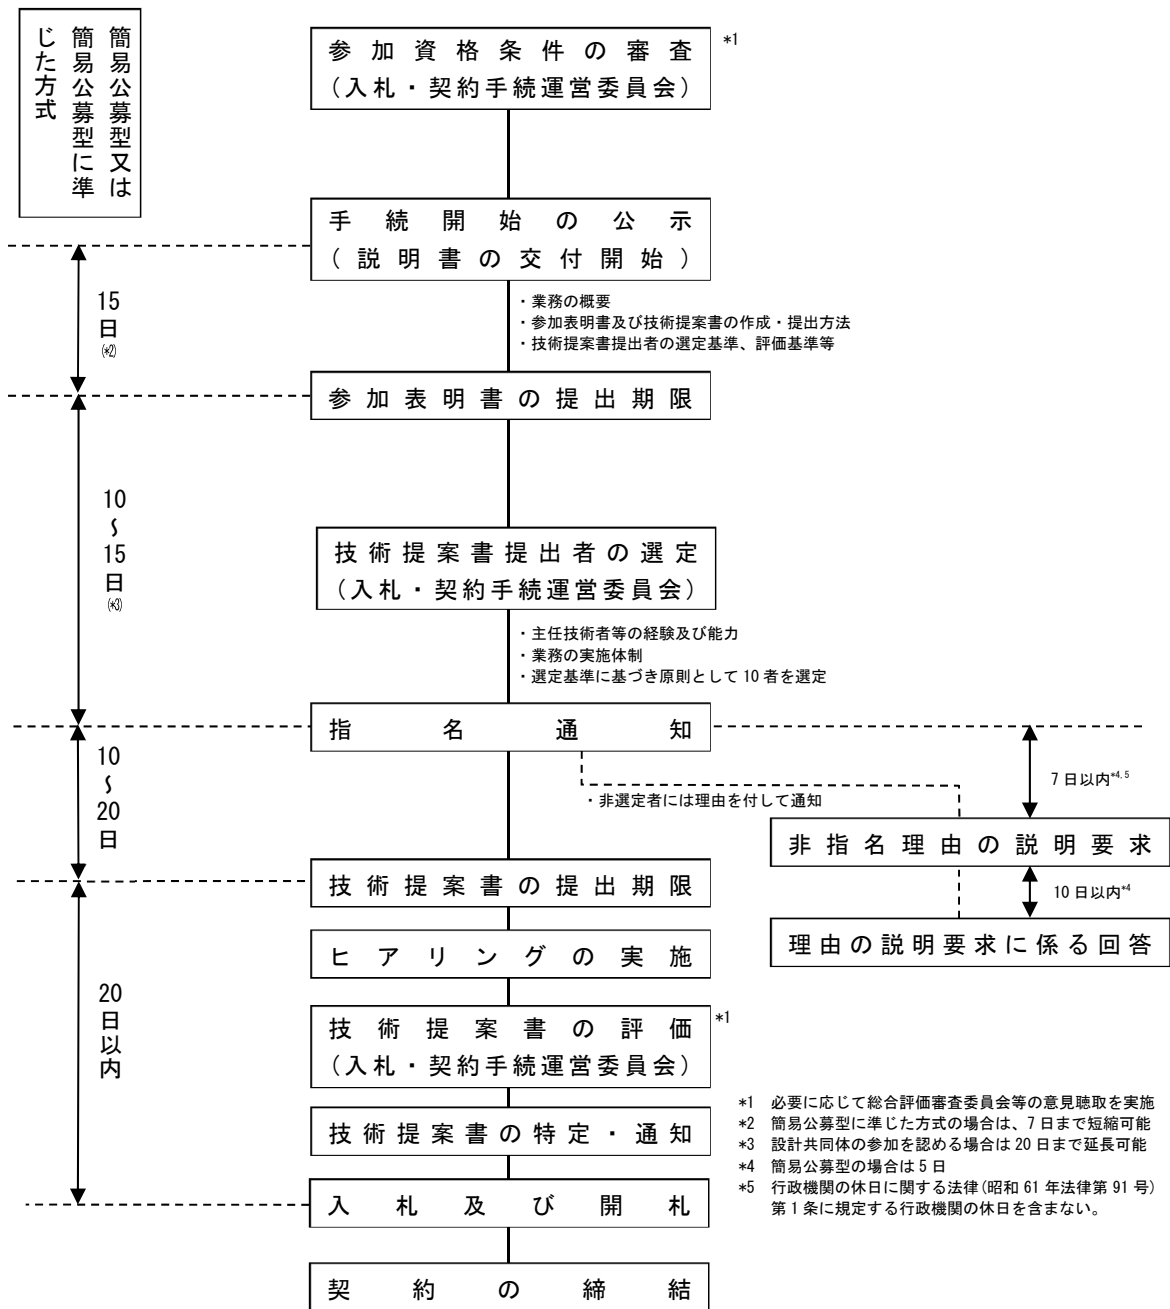 簡易公募型又は
簡易公募型に準
じた方式
参加資格条件の審査
*1
（入札・契約手続運営委員会）
手続開始の公示
（説明書の交付開始）
15
日
(*2)
・業務の概要
・参加表明書及び技術提案書の作成・提出方法
・技術提案書提出者の選定基準、評価基準等
参加表明書の提出期限
10
～
15
日
(*3)
技術提案書提出者の選定
（入札・契約手続運営委員会）
・主任技術者等の経験及び能力
・業務の実施体制
・選定基準に基づき原則として 10 者を選定
指名通知
10
～
20
日
7 日以内*4,5
・非選定者には理由を付して通知
非指名理由の説明要求
技術提案書の提出期限
10 日以内*4
理由の説明要求に係る回答
ヒアリングの実施
20
日
以
内
技術提案書の評価
*1
（入札・契約手続運営委員会）
技術提案書の特定・通知
入札及び開札
契約の締結
*1 必要に応じて総合評価審査委員会等の意見聴取を実施
*2 簡易公募型に準じた方式の場合は、7 日まで短縮可能
*3 設計共同体の参加を認める場合は 20 日まで延長可能
*4 簡易公募型の場合は 5 日
*5 行政機関の休日に関する法律（昭和 61 年法律第 91 号）
第 1 条に規定する行政機関の休日を含まない。